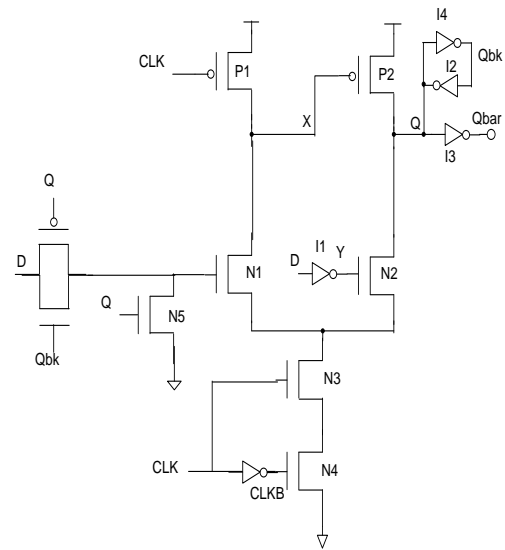 I4
CLK
P1
P2
I2
Qbk
X
Q
Qbar
I3
Q
D
N1
D
I1
Y
N2
Q
N5
Qbk
N3
CLK
CLKB
N4